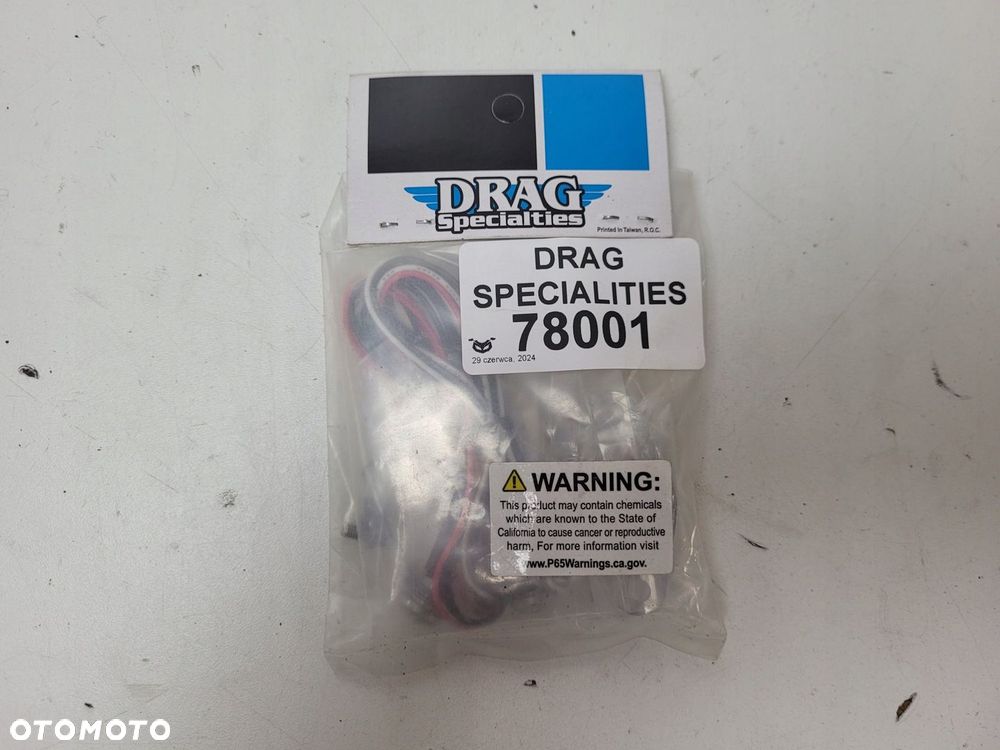 DRAG
Specialties
Printed In Taiwan, R.O.C.
DRAG
SPECIALITIES
78001
29 czerwca, 2024
WARNING:
This product may contain chemicals
which are known to the State of
California to cause cancer or reproductive
harm, For more information visit
www.P65Warnings.ca.gov.
OTOMOTO